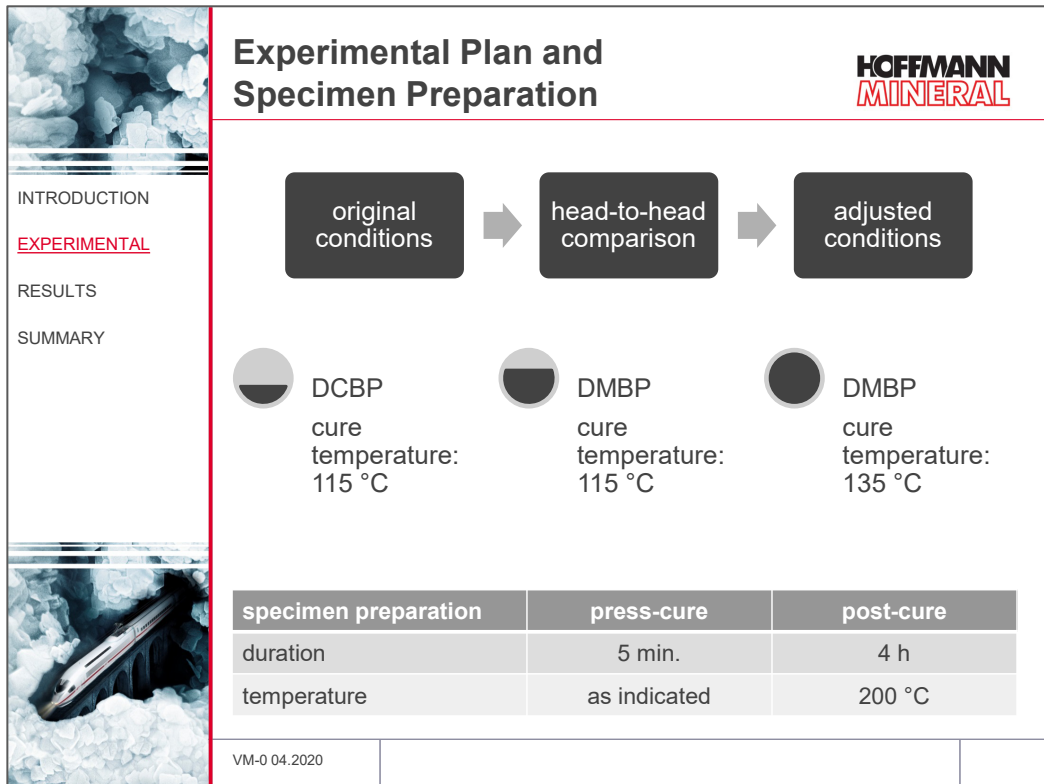 Experimental Plan and
Specimen Preparation
HOFFMANN
MINERAL
INTRODUCTION
EXPERIMENTAL
RESULTS
SUMMARY
original
conditions
head-to-head
comparison
adjusted
conditions
DCBP
cure
temperature:
115 °C
DMBP
cure
temperature:
115 °C
DMBP
cure
temperature:
135 °C
specimen preparation press-cure post-cure
duration 5 min. 4 h
temperature as indicated 200 °C
VM-0 04.2020